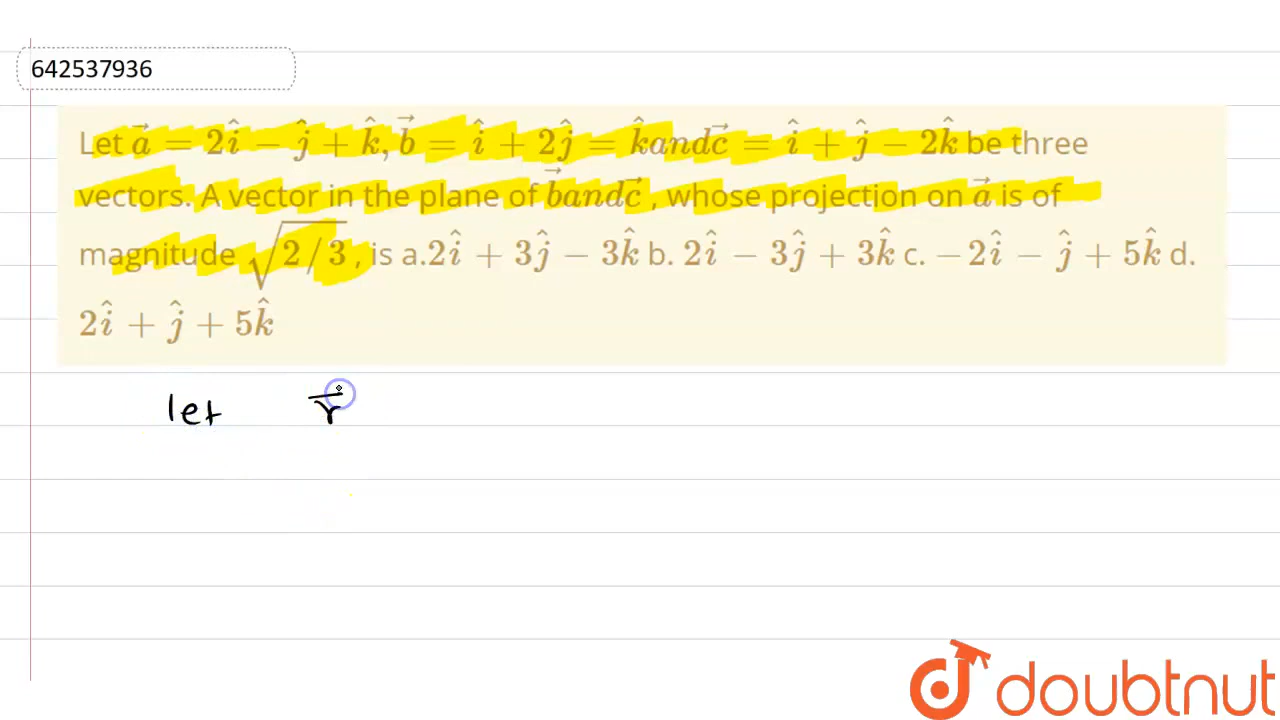 642537936
Let $\vec{a} = 2\hat{i} - \hat{j} + \hat{k}, \vec{b} = \hat{i} + 2\hat{j} = \hat{k} and \vec{c} = \hat{i} + \hat{j} - 2\hat{k}$ be three
vectors. A vector in the plane of $\vec{b} and \vec{c}$ , whose projection on $\vec{a}$ is of
magnitude $\sqrt{2/3}$ , is a.$2\hat{i} + 3\hat{j} - 3\hat{k}$ b. $2\hat{i} - 3\hat{j} + 3\hat{k}$ c. $-2\hat{i} - \hat{j} + 5\hat{k}$ d.
$2\hat{i} + \hat{j} + 5\hat{k}$
let $\vec{r}$
doubtnut